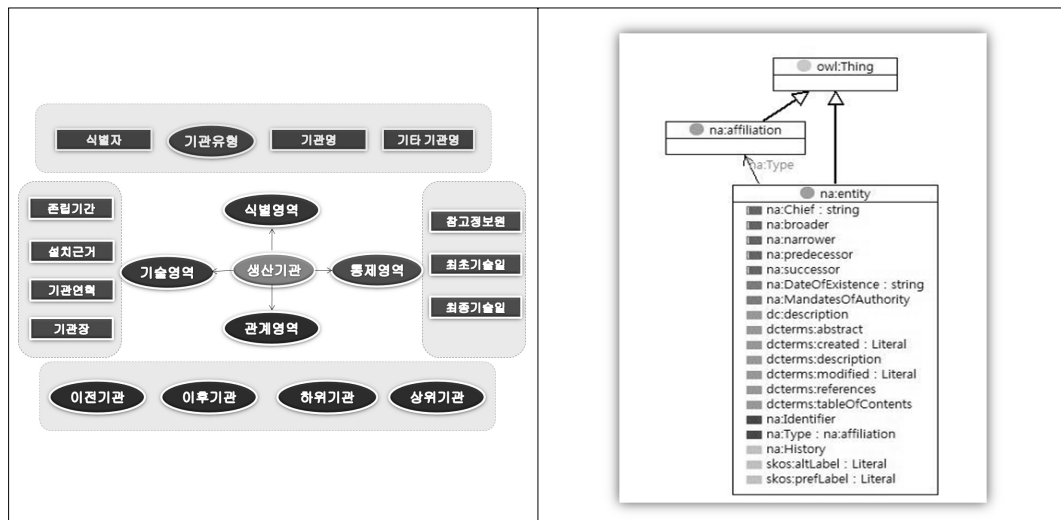 식별자
기관유형
기관명
기타 기관명
존립기간
설치근거
기관연혁
기관장
식별영역
기술영역
생산기관
통제영역
관계영역
참고정보원
최초기술일
최종기술일
이전기관
이후기관
하위기관
상위기관
owl:Thing
na:affiliation
na:Type
na:entity
na:Chief : string
na:broader
na:narrower
na:predecessor
na:successor
na:DateOfExistence : string
na:MandatesOfAuthority
dc:description
dcterms:abstract
dcterms:created : Literal
dcterms:description
dcterms:modified : Literal
dcterms:references
dcterms:tableOfContents
na:Identifier
na:Type : na:affiliation
na:History
skos:altLabel : Literal
skos:prefLabel : Literal